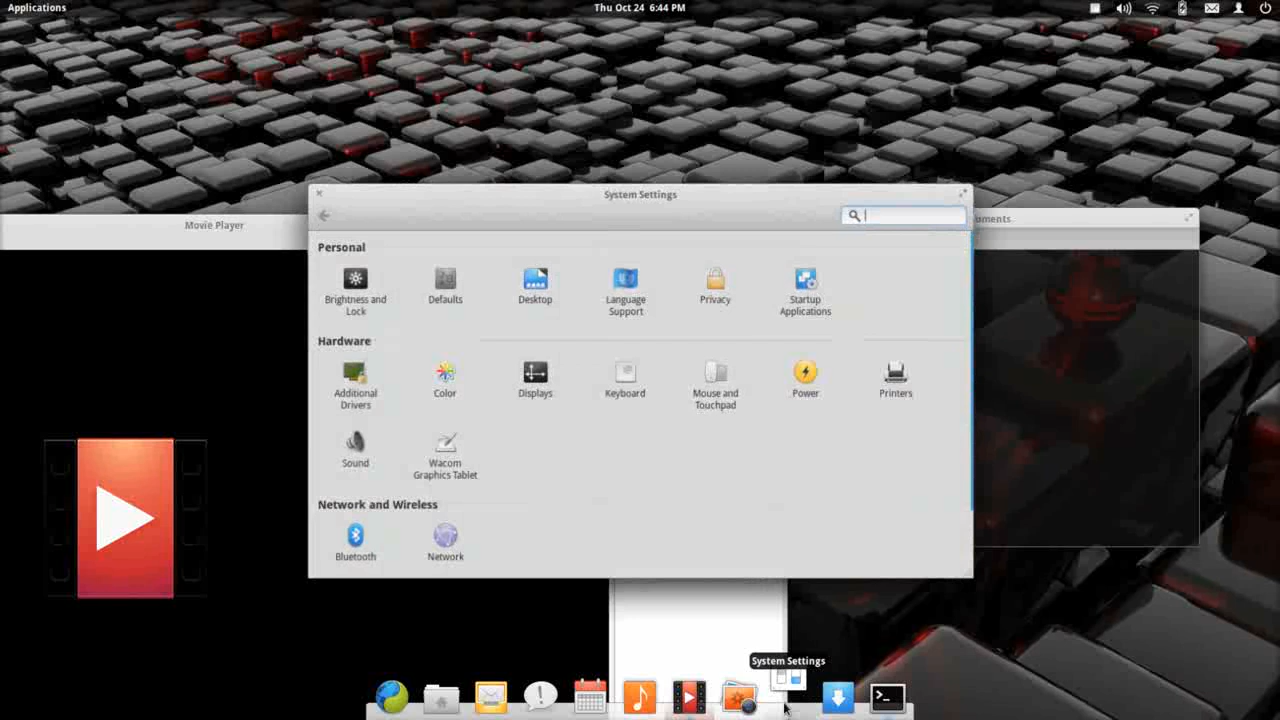 Applications
Thu Oct 24 6:44 PM
System Settings
Movie Player
uments
Personal
Brightness and Lock
Defaults
Desktop
Language Support
Privacy
Startup Applications
Hardware
Additional Drivers
Color
Displays
Keyboard
Mouse and Touchpad
Power
Printers
Sound
Wacom Graphics Tablet
Network and Wireless
Bluetooth
Network
System Settings